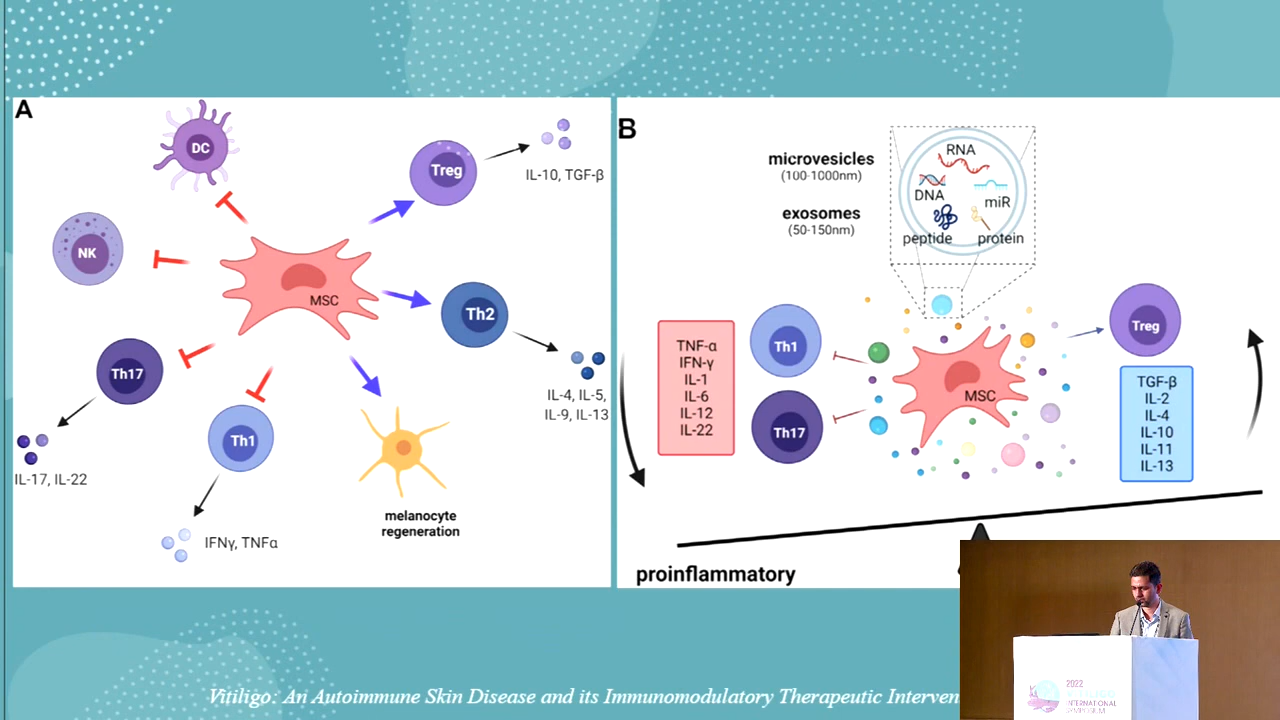 A
DC
Treg
IL-10, TGF-β
NK
MSC
Th2
Th17
IL-4, IL-5,
IL-9, IL-13
Th1
IL-17, IL-22
IFNγ, TNFα
melanocyte
regeneration
B
microvesicles
(100-1000nm)
exosomes
(50-150nm)
RNA
DNA
miR
peptide
protein
TNF-α
IFN-γ
IL-1
IL-6
IL-12
IL-22
Th1
Th17
MSC
Treg
TGF-β
IL-2
IL-4
IL-10
IL-11
IL-13
proinflammatory
Vitiligo: An Autoimmune Skin Disease and its Immunomodulatory Therapeutic Interven
2022
INTERNATIONAL
SYMPOSIUM